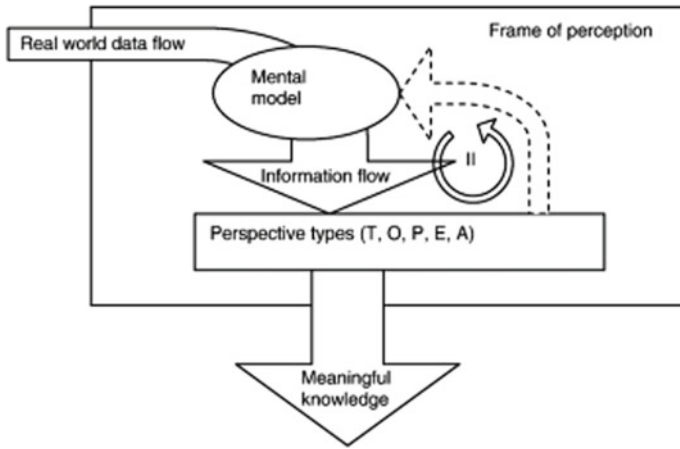 Real world data flow
Frame of perception
Mental
model
II
Information flow
Perspective types (T, O, P, E, A)
Meaningful
knowledge